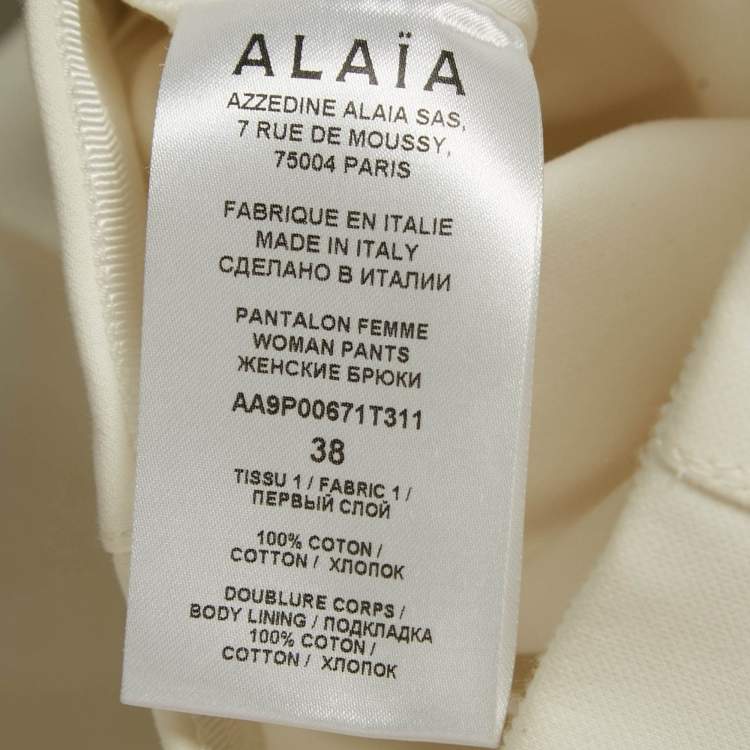 ALAÏA
AZZEDINE ALAIA SAS,
7 RUE DE MOUSSY,
75004 PARIS
FABRIQUE EN ITALIE
MADE IN ITALY
СДЕЛАНО В ИТАЛИИ
PANTALON FEMME
WOMAN PANTS
ЖЕНСКИЕ БРЮКИ
AA9P00671T311
38
TISSU 1 / FABRIC 1 /
ПЕРВЫЙ СЛОЙ
100% COTON /
COTTON / ХЛОПОК
DOUBLURE CORPS /
BODY LINING / ПОДКЛАДКА
100% COTON /
COTTON / ХЛОПОК